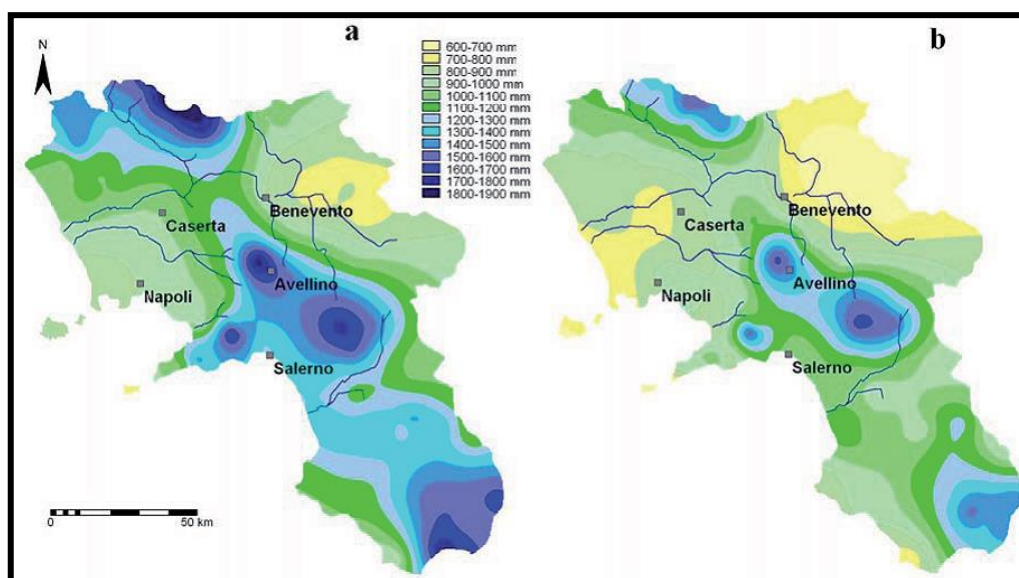 a
b
N
600-700 mm
700-800 mm
800-900 mm
900-1000 mm
1000-1100 mm
1100-1200 mm
1200-1300 mm
1300-1400 mm
1400-1500 mm
1500-1600 mm
1600-1700 mm
1700-1800 mm
1800-1900 mm
Benevento
Caserta
Avellino
Napoli
Salerno
Benevento
Caserta
Avellino
Napoli
Salerno
0 50 km